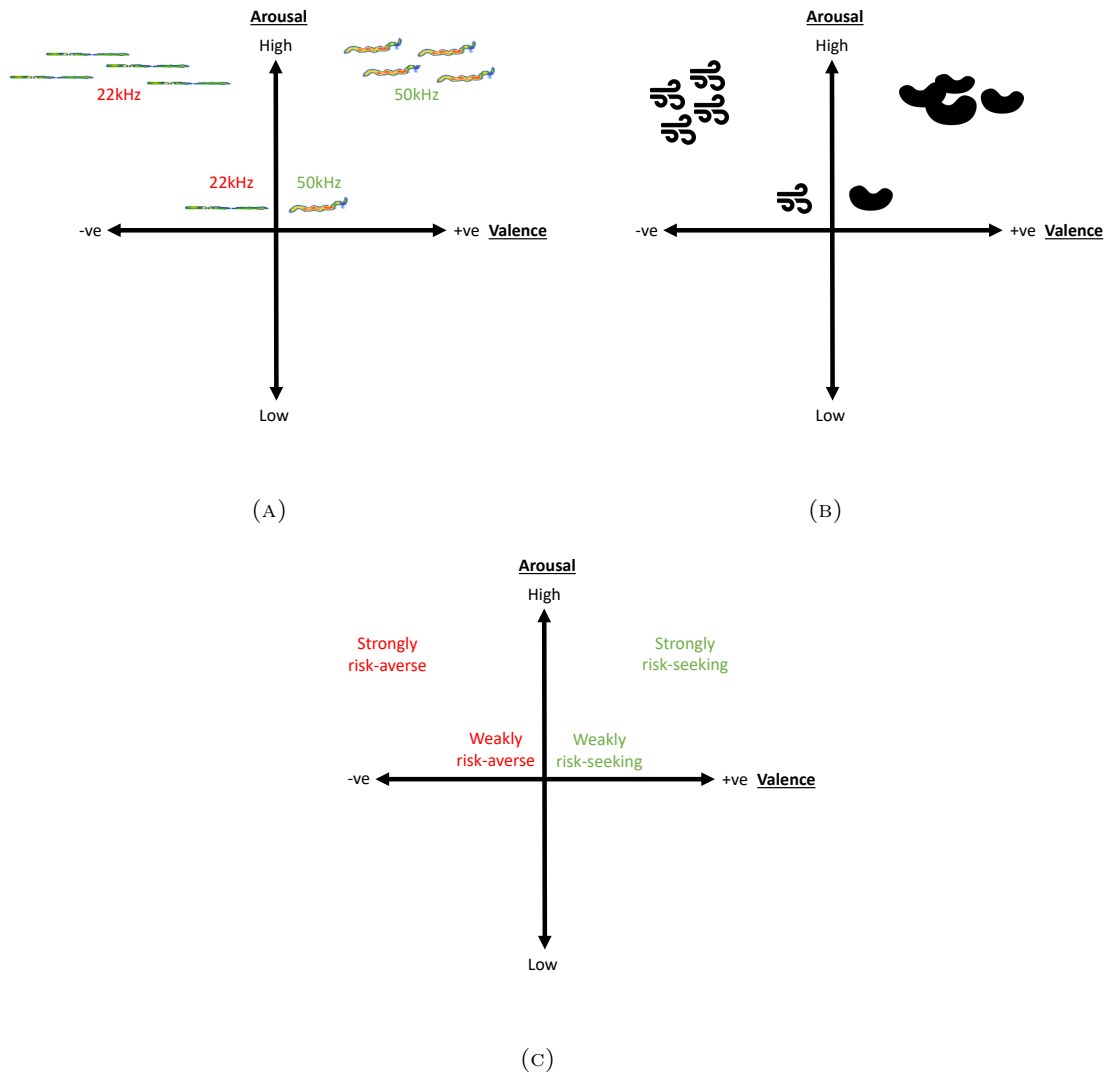 Arousal
High
22kHz
50kHz
22kHz
50kHz
-ve
+ve Valence
Low
(A)
Arousal
High
-ve
+ve Valence
Low
(B)
Arousal
High
Strongly
risk-averse
Strongly
risk-seeking
Weakly
risk-averse
Weakly
risk-seeking
-ve
+ve Valence
Low
(C)